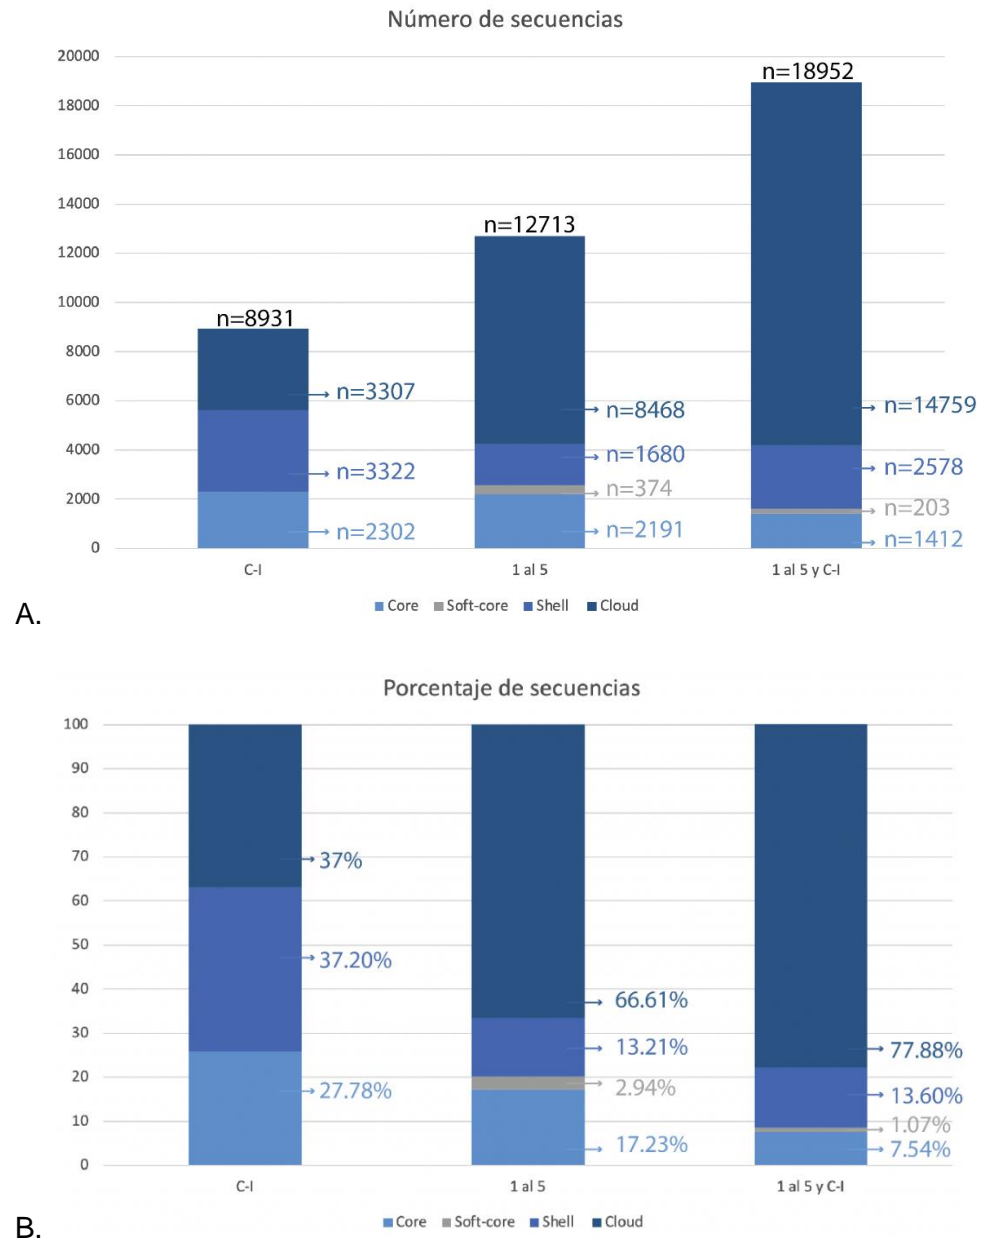 Número de secuencias
20000
18000
16000
14000
12000
10000
8000
6000
4000
2000
0
n=8931
n=3307
n=3322
n=2302
n=12713
n=8468
n=1680
n=374
n=2191
n=18952
n=14759
n=2578
n=203
n=1412
C-I 1 al 5 1 al 5 y C-I
Core Soft-core Shell Cloud
A.
Porcentaje de secuencias
100
90
80
70
60
50
40
30
20
10
0
37%
37.20%
27.78%
66.61%
13.21%
2.94%
17.23%
77.88%
13.60%
1.07%
7.54%
C-I 1 al 5 1 al 5 y C-I
Core Soft-core Shell Cloud
B.